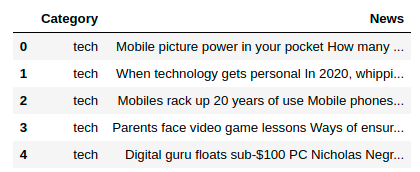 Category News
0 tech Mobile picture power in your pocket How many ...
1 tech When technology gets personal In 2020, whippi...
2 tech Mobiles rack up 20 years of use Mobile phones...
3 tech Parents face video game lessons Ways of ensur...
4 tech Digital guru floats sub-$100 PC Nicholas Negr...